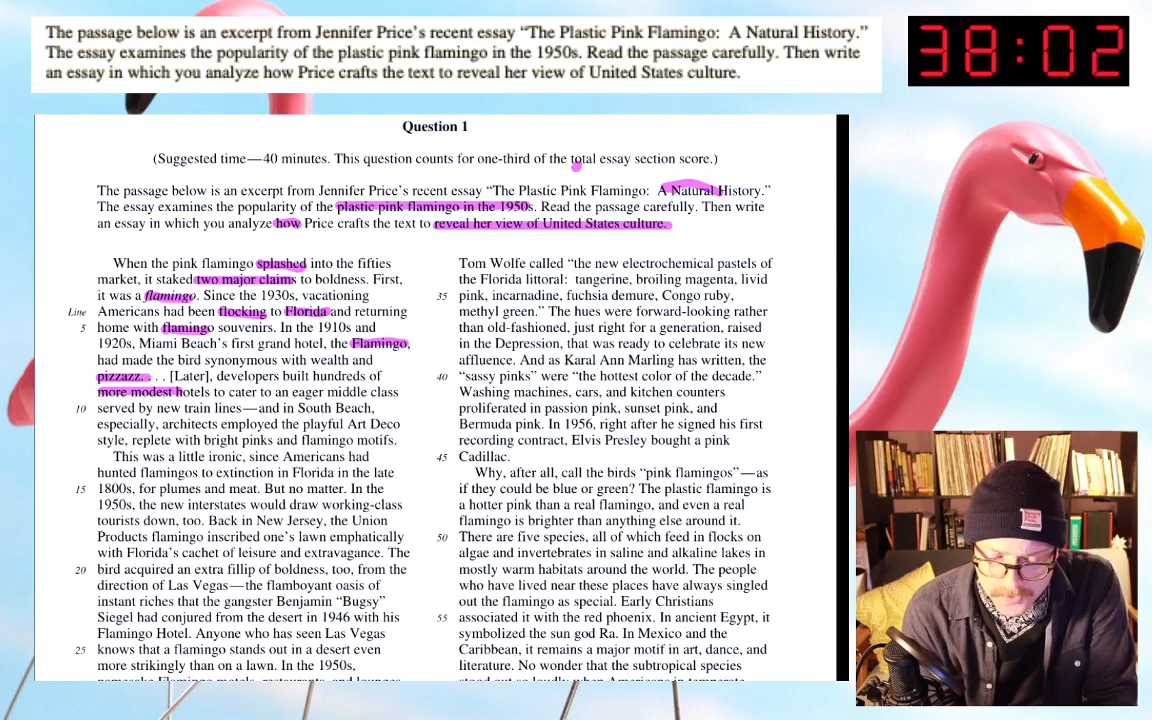 The passage below is an excerpt from Jennifer Price's recent essay “The Plastic Pink Flamingo:  A Natural History.”
The essay examines the popularity of the plastic pink flamingo in the 1950s. Read the passage carefully. Then write
an essay in which you analyze how Price crafts the text to reveal her view of United States culture.
38:02
Question 1
(Suggested time—40 minutes. This question counts for one-third of the total essay section score.)
The passage below is an excerpt from Jennifer Price's recent essay “The Plastic Pink Flamingo:  A Natural History.”
The essay examines the popularity of the plastic pink flamingo in the 1950s. Read the passage carefully. Then write
an essay in which you analyze how Price crafts the text to reveal her view of United States culture.
When the pink flamingo splashed into the fifties
market, it staked two major claims to boldness. First,
it was a flamingo. Since the 1930s, vacationing
Line Americans had been flocking to Florida and returning
5 home with flamingo souvenirs. In the 1910s and
1920s, Miami Beach's first grand hotel, the Flamingo,
had made the bird synonymous with wealth and
pizzazz. . . . [Later], developers built hundreds of
more modest hotels to cater to an eager middle class
10 served by new train lines—and in South Beach,
especially, architects employed the playful Art Deco
style, replete with bright pinks and flamingo motifs.
This was a little ironic, since Americans had
hunted flamingos to extinction in Florida in the late
15 1800s, for plumes and meat. But no matter. In the
1950s, the new interstates would draw working-class
tourists down, too. Back in New Jersey, the Union
Products flamingo inscribed one's lawn emphatically
with Florida's cachet of leisure and extravagance. The
20 bird acquired an extra fillip of boldness, too, from the
direction of Las Vegas—the flamboyant oasis of
instant riches that the gangster Benjamin “Bugsy”
Siegel had conjured from the desert in 1946 with his
Flamingo Hotel. Anyone who has seen Las Vegas
25 knows that a flamingo stands out in a desert even
more strikingly than on a lawn. In the 1950s,
namesake Flamingo motels, restaurants, and lounges
Tom Wolfe called “the new electrochemical pastels of
the Florida littoral:  tangerine, broiling magenta, livid
35 pink, incarnadine, fuchsia demure, Congo ruby,
methyl green.” The hues were forward-looking rather
than old-fashioned, just right for a generation, raised
in the Depression, that was ready to celebrate its new
affluence. And as Karal Ann Marling has written, the
40 “sassy pinks” were “the hottest color of the decade.”
Washing machines, cars, and kitchen counters
proliferated in passion pink, sunset pink, and
Bermuda pink. In 1956, right after he signed his first
recording contract, Elvis Presley bought a pink
45 Cadillac.
Why, after all, call the birds “pink flamingos”—as
if they could be blue or green? The plastic flamingo is
a hotter pink than a real flamingo, and even a real
flamingo is brighter than anything else around it.
50 There are five species, all of which feed in flocks on
algae and invertebrates in saline and alkaline lakes in
mostly warm habitats around the world. The people
who have lived near these places have always singled
out the flamingo as special. Early Christians
55 associated it with the red phoenix. In ancient Egypt, it
symbolized the sun god Ra. In Mexico and the
Caribbean, it remains a major motif in art, dance, and
literature. No wonder that the subtropical species
stood out so loudly when Americans in temperate